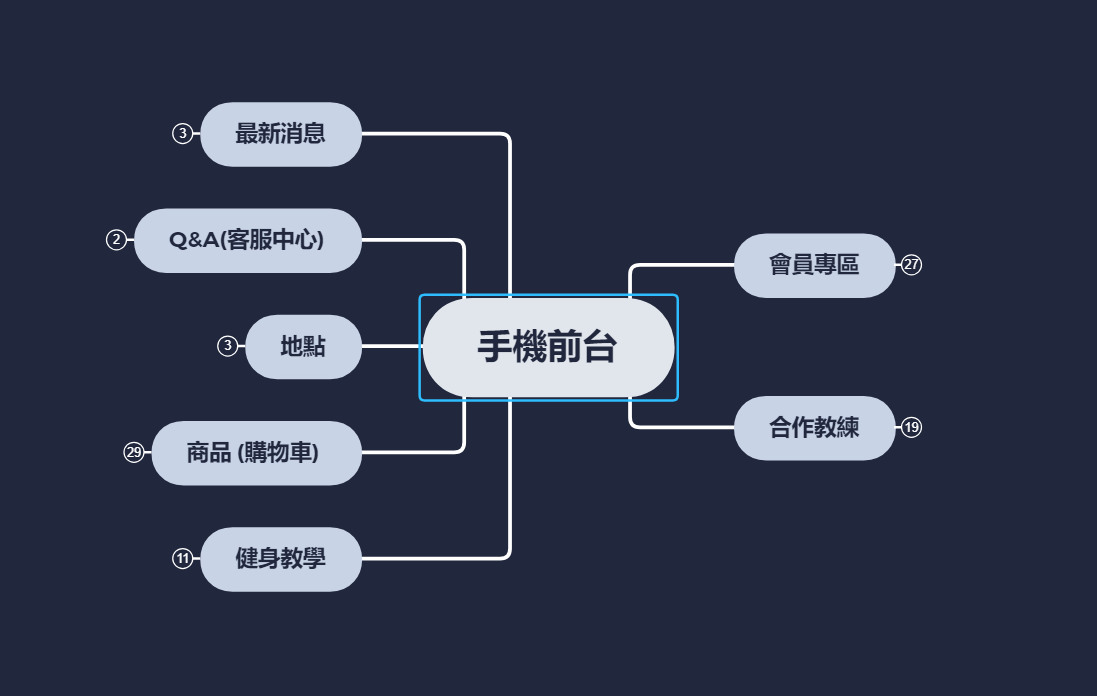 3
最新消息
2
Q&A(客服中心)
3
地點
29
商品 (購物車)
11
健身教學
手機前台
會員專區
27
合作教練
19